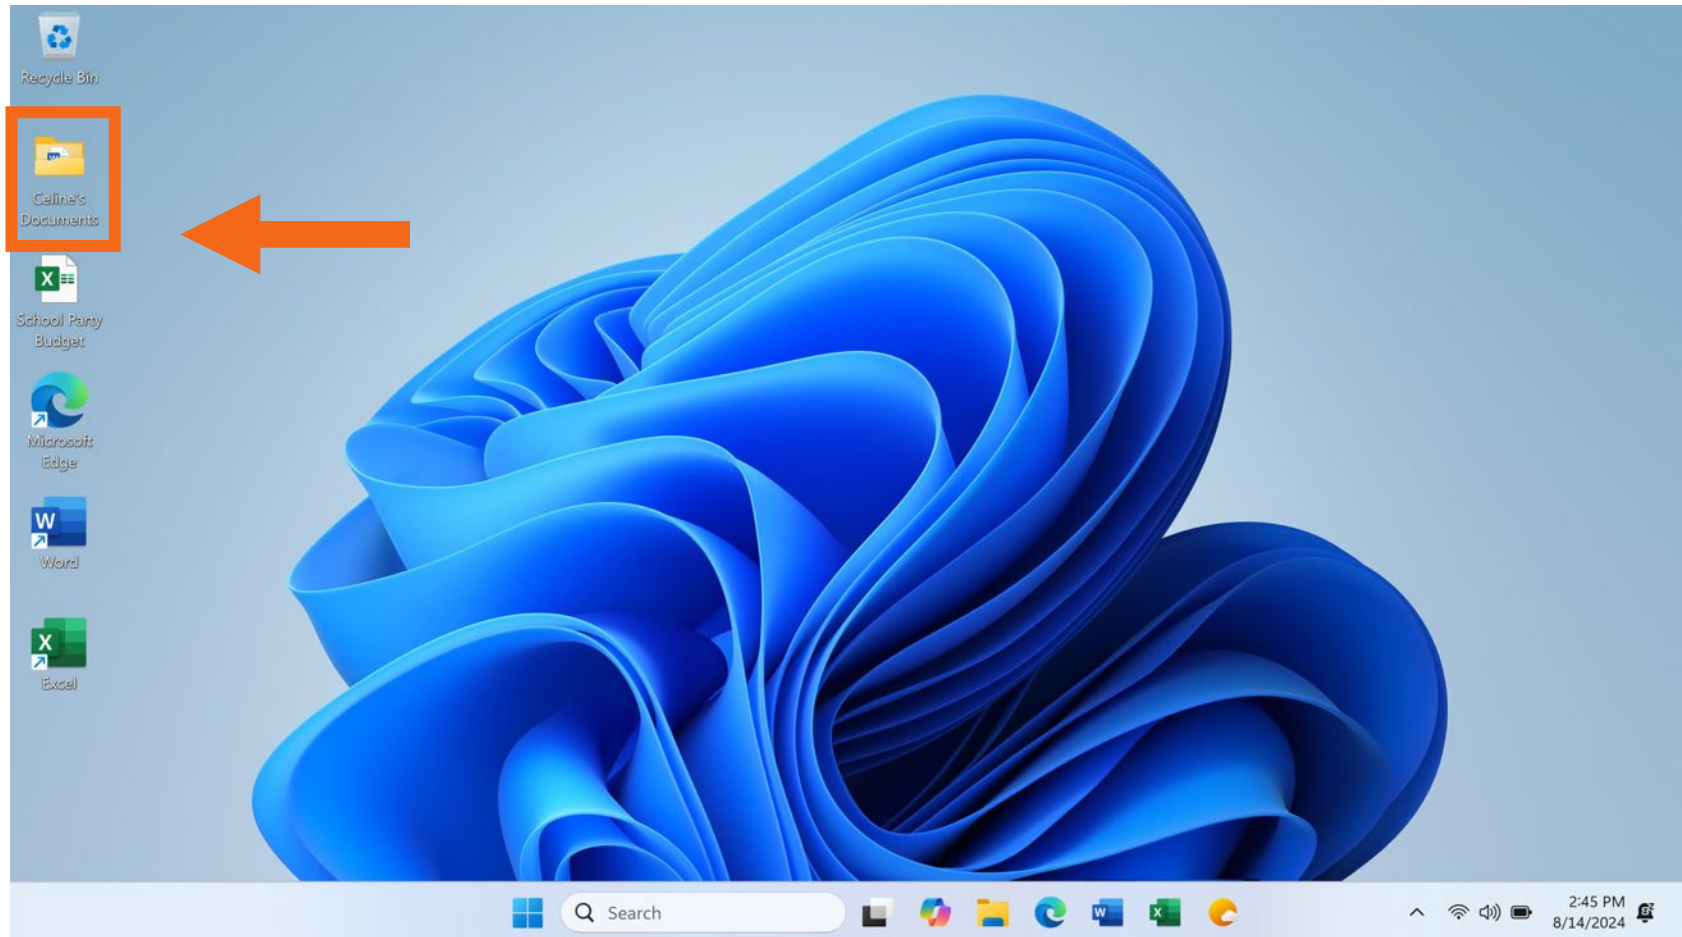 Recycle Bin
Celine's
Documents
School Party
Budget
Microsoft
Edge
Word
Excel
Search
2:45 PM
8/14/2024